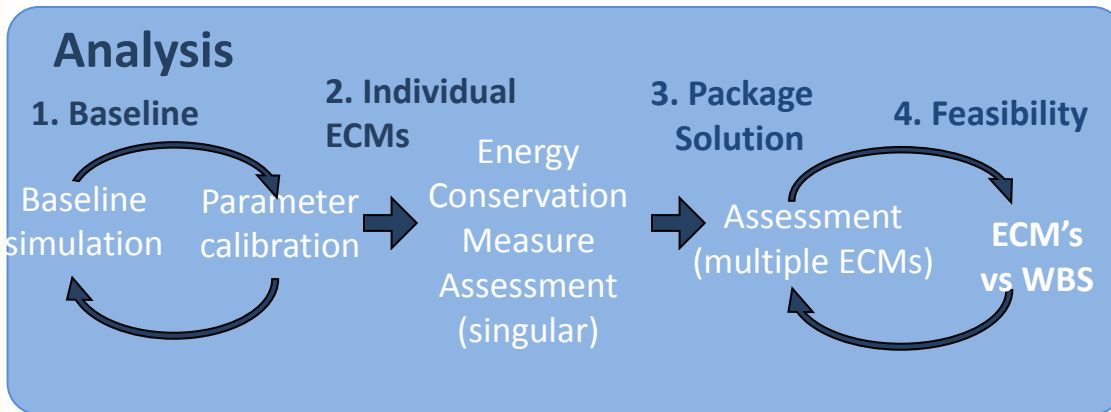 Analysis
1. Baseline
Baseline
simulation
Parameter
calibration
2. Individual
ECMs
Energy
Conservation
Measure
Assessment
(singular)
3. Package
Solution
Assessment
(multiple ECMs)
4. Feasibility
ECM’s
vs WBS